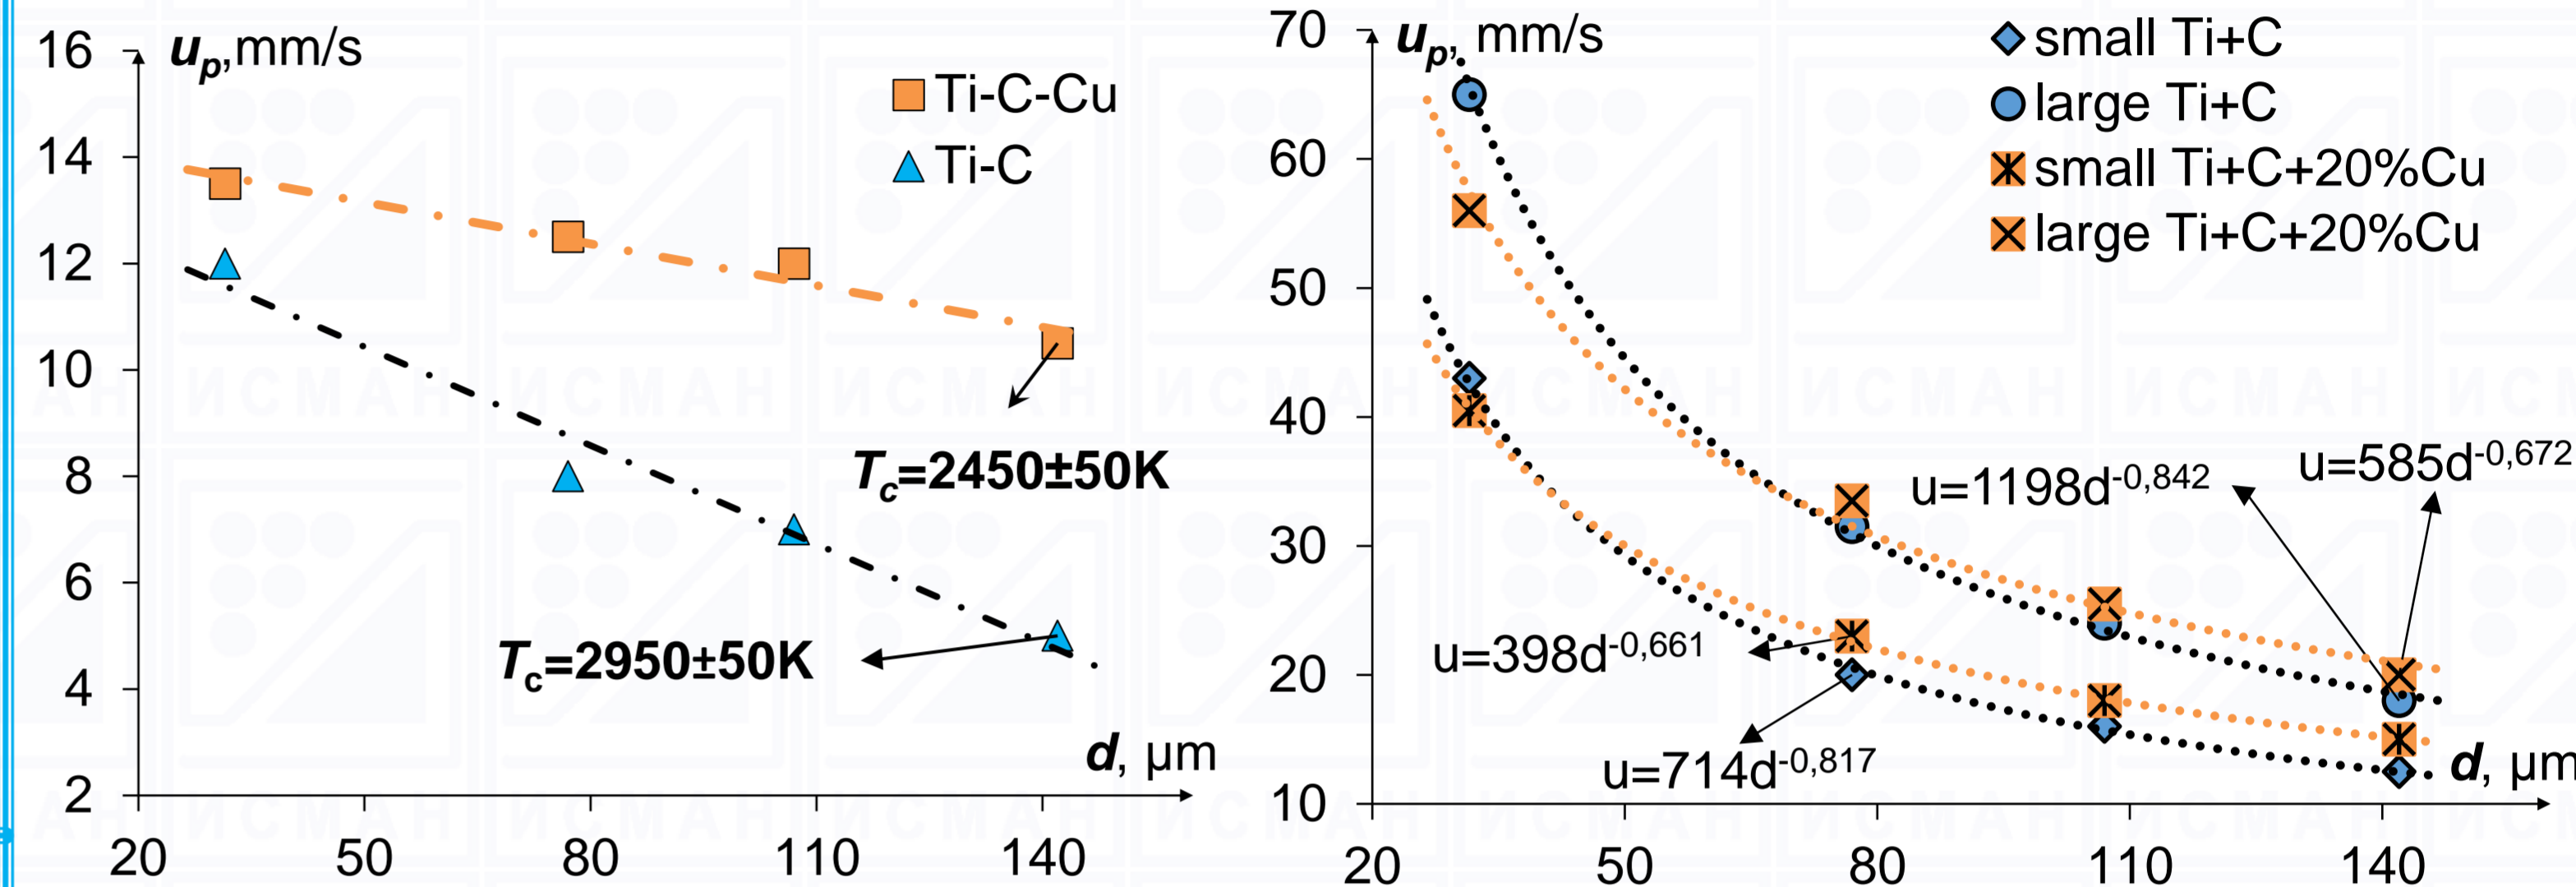 u_p,mm/s
16
14
12
10
8
6
4
2
20 50 80 110 140
d, µm
Ti-C-Cu
Ti-C
T_c=2450±50K
T_c=2950±50K
u_p, mm/s
70
60
50
40
30
20
10
20 50 80 110 140
d, µm
small Ti+C
large Ti+C
small Ti+C+20%Cu
large Ti+C+20%Cu
u=1198d^-0,842
u=585d^-0,672
u=398d^-0,661
u=714d^-0,817
ИСМАН